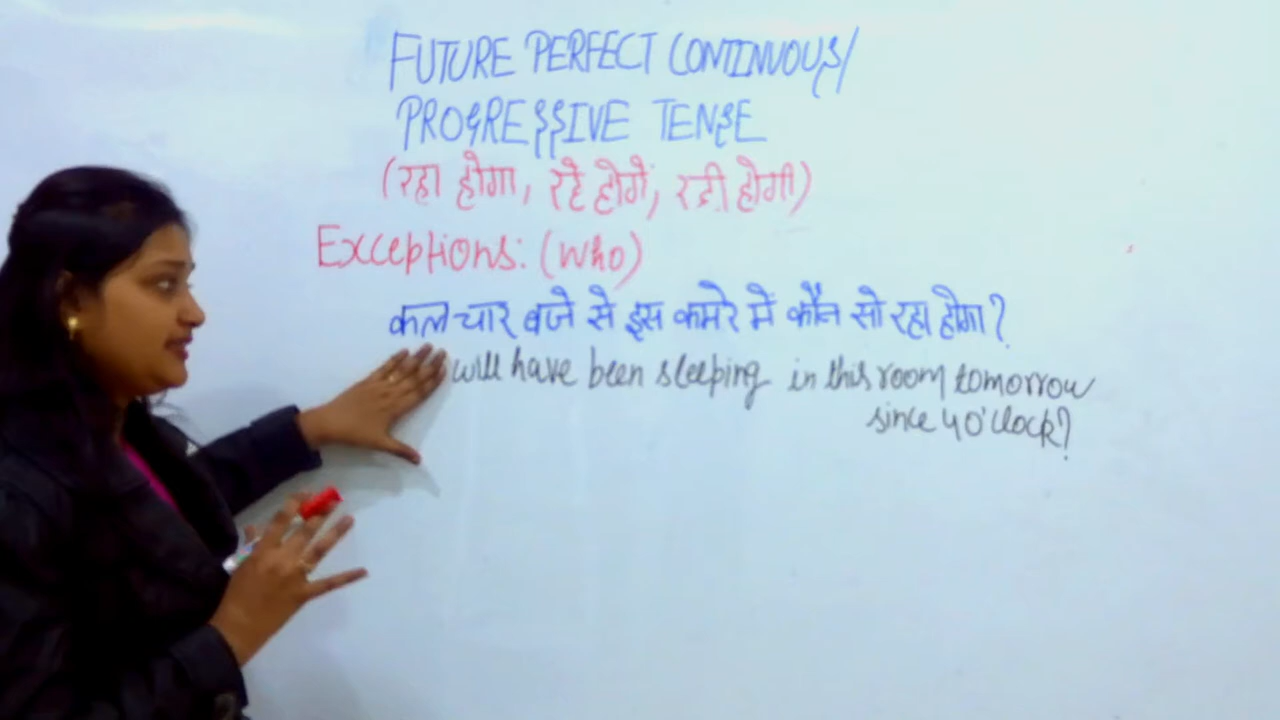 FUTURE PERFECT CONTINUOUS/
PROGRESSIVE TENSE
(रहा होगा, रहे होगें, रही होगी)
Exceptions: (Who)
कल चार बजे से इस कमरे में कौन सो रहा होगा?
will have been sleeping in this room tomorrow
since 4 O'clock?